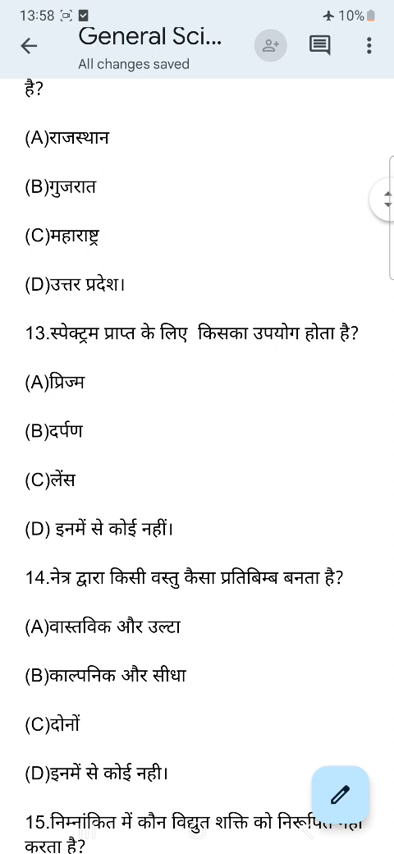 13:58
10%
General Sci...
All changes saved
है?
(A)राजस्थान
(B)गुजरात
(C)महाराष्ट्र
(D)उत्तर प्रदेश।
13.स्पेक्ट्रम प्राप्त के लिए किसका उपयोग होता है?
(A)प्रिज्म
(B)दर्पण
(C)लेंस
(D) इनमें से कोई नहीं।
14.नेत्र द्वारा किसी वस्तु कैसा प्रतिबिम्ब बनता है?
(A)वास्तविक और उल्टा
(B)काल्पनिक और सीधा
(C)दोनों
(D)इनमें से कोई नही।
15.निम्नांकित में कौन विद्युत शक्ति को निरूपित नहीं
करता है?